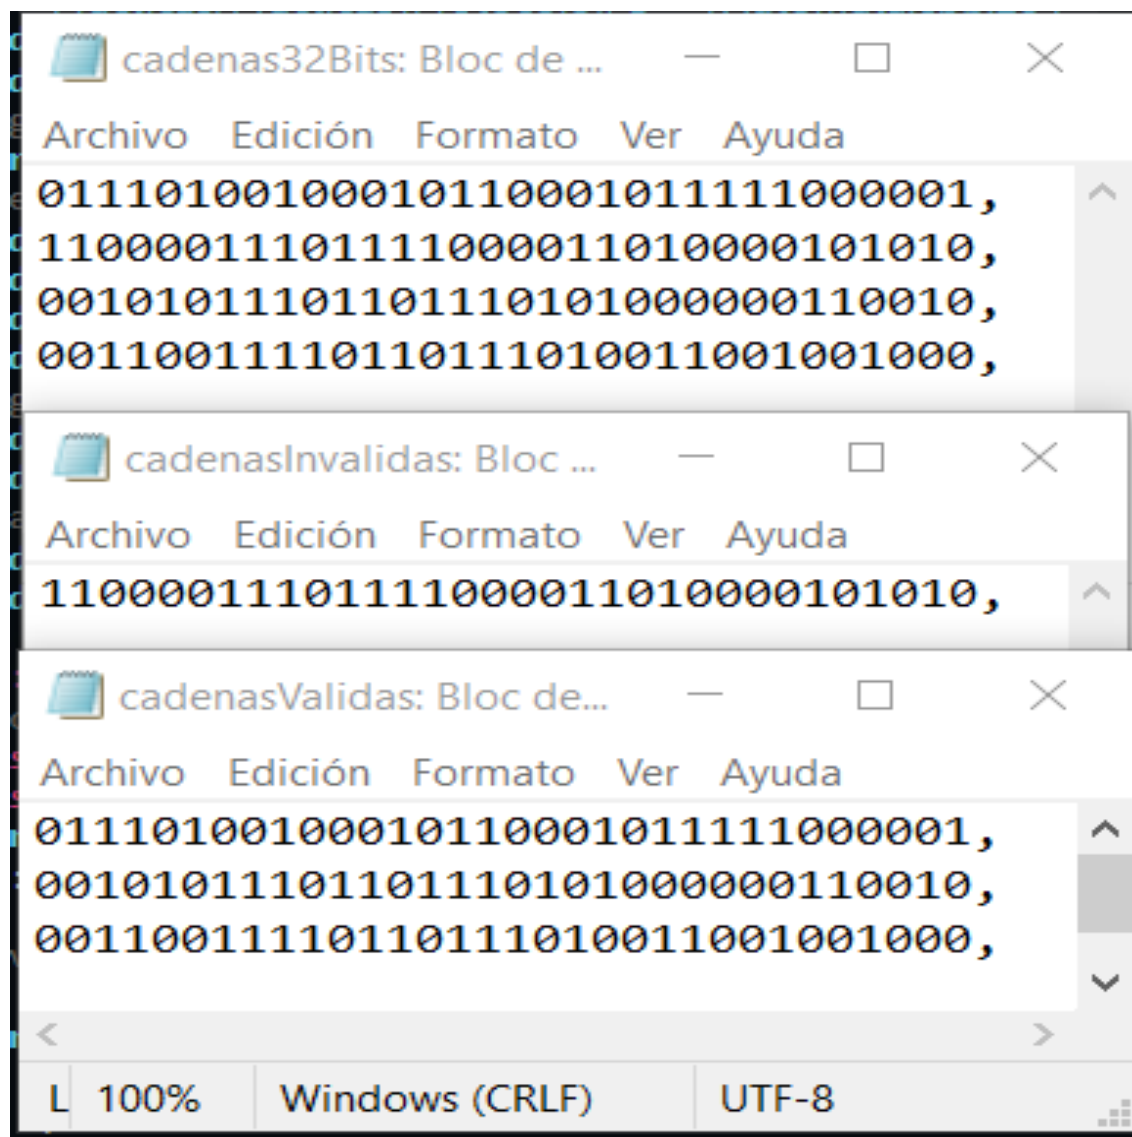 cadenas32Bits: Bloc de ...
Archivo Edición Formato Ver Ayuda
01110100100010110001011111000001,
11000011101111000011010000101010,
00101011101101110101000000110010,
00110011110110111010011001001000,
cadenasInvalidas: Bloc ...
Archivo Edición Formato Ver Ayuda
11000011101111000011010000101010,
cadenasValidas: Bloc de...
Archivo Edición Formato Ver Ayuda
01110100100010110001011111000001,
00101011101101110101000000110010,
00110011110110111010011001001000,
L 100% Windows (CRLF) UTF-8